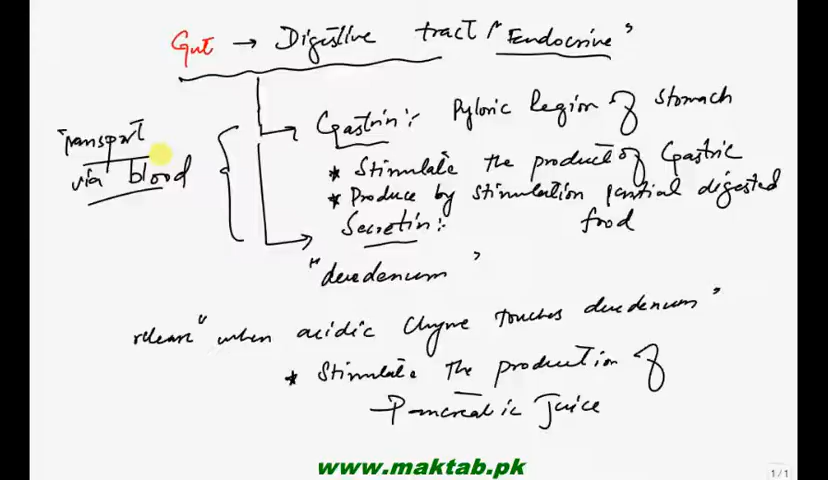 Gut → Digestive tract / "Endocrine"
Gastrin: Pyloric Region of stomach
* Stimulate the product of Gastric
* Produce by stimulation partial digested
food
Transport
via blood
Secretin:
"duedenum"
release "when acidic Chyme touches duedenum"
* Stimulate the production of
Pancreatic Juice
www.maktab.pk
1/1